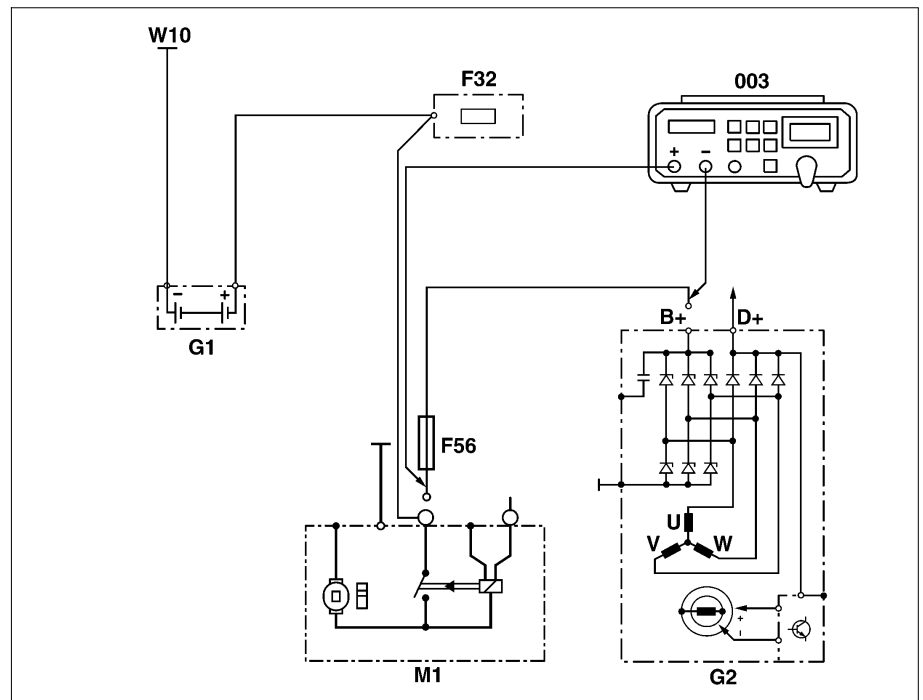 W10
F32
003
+ −
− +
G1
B+ D+
F56
U
V W
+
−
M1
G2